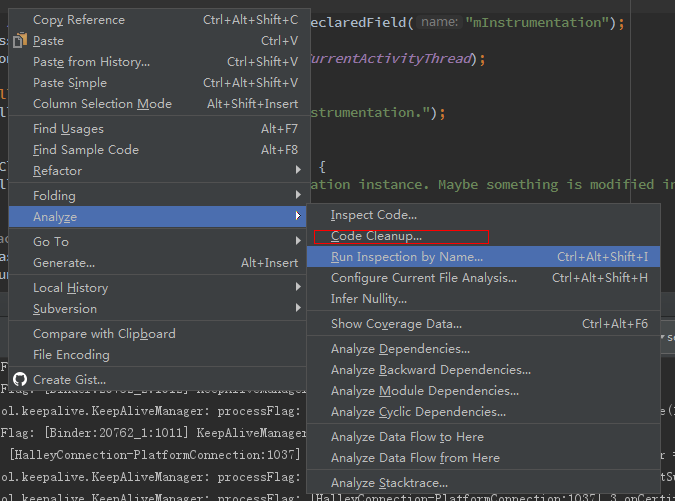 Copy Reference Ctrl+Alt+Shift+C eclaredField( name: "mInstrumentation");
Paste Ctrl+V
Paste from History... Ctrl+Shift+V CurrentActivityThread);
Paste Simple Ctrl+Alt+Shift+V
Column Selection Mode Alt+Shift+Insert
strumentation.");
Find Usages Alt+F7
Find Sample Code Alt+F8
Refactor {
Folding ation instance. Maybe something is modified in
Analyze
Inspect Code...
Code Cleanup...
Go To
Run Inspection by Name... Ctrl+Alt+Shift+I
Generate... Alt+Insert
Configure Current File Analysis... Ctrl+Alt+Shift+H
Local History
Infer Nullity...
Subversion
Show Coverage Data... Ctrl+Alt+F6
Compare with Clipboard
Analyze Dependencies...
File Encoding
Analyze Backward Dependencies...
Create Gist...
Analyze Module Dependencies...
Flag: [Binder:20762_2:1012] KeepAliveManager
ol.keepalive.KeepAliveManager: processFlag:
Analyze Cyclic Dependencies...
Flag: [Binder:20762_1:1011] KeepAliveManager
Analyze Data Flow to Here
[HalleyConnection-PlatformConnection:1037]
Analyze Data Flow from Here
ol.keepalive.KeepAliveManager: processFlag:
Analyze Stacktrace...
ol.keepalive.KeepAliveManager: processFlag: [HalleyConnection-PlatformConnection:1037]